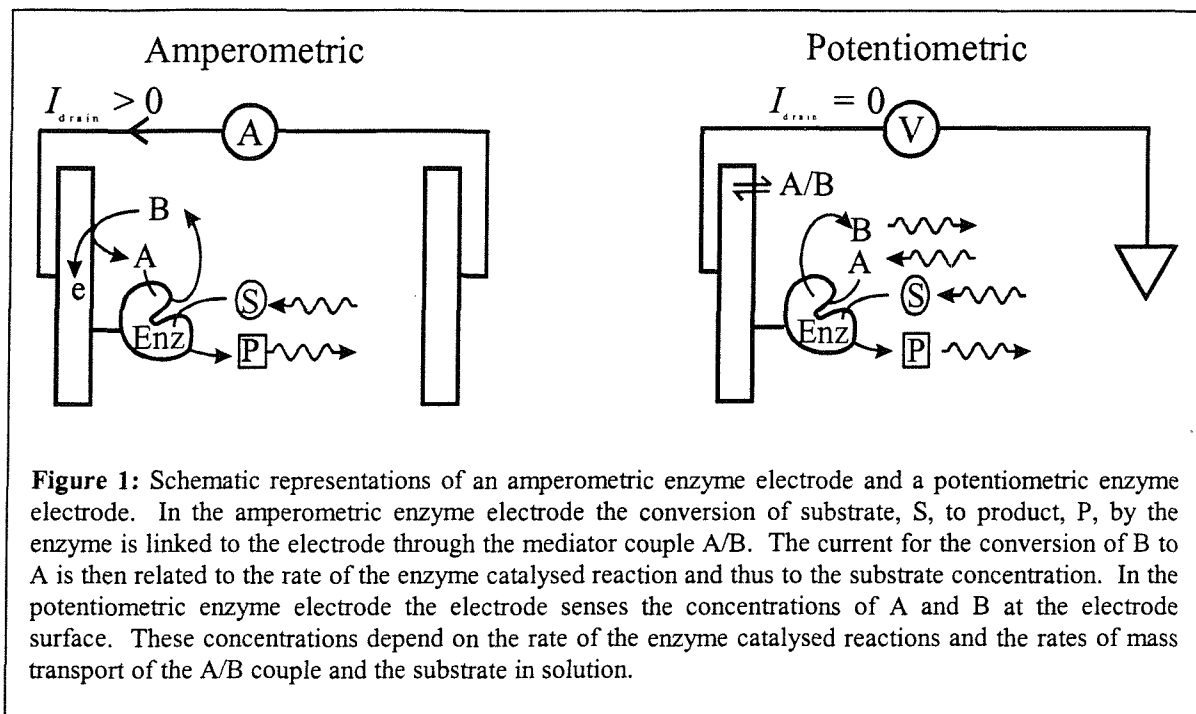 Amperometric
Potentiometric
I_drain > 0
A
B
A
e
Enz
S
P
I_drain = 0
V
A/B
B
A
S
Enz
P
Figure 1: Schematic representations of an amperometric enzyme electrode and a potentiometric enzyme
electrode. In the amperometric enzyme electrode the conversion of substrate, S, to product, P, by the
enzyme is linked to the electrode through the mediator couple A/B. The current for the conversion of B to
A is then related to the rate of the enzyme catalysed reaction and thus to the substrate concentration. In the
potentiometric enzyme electrode the electrode senses the concentrations of A and B at the electrode
surface. These concentrations depend on the rate of the enzyme catalysed reactions and the rates of mass
transport of the A/B couple and the substrate in solution.